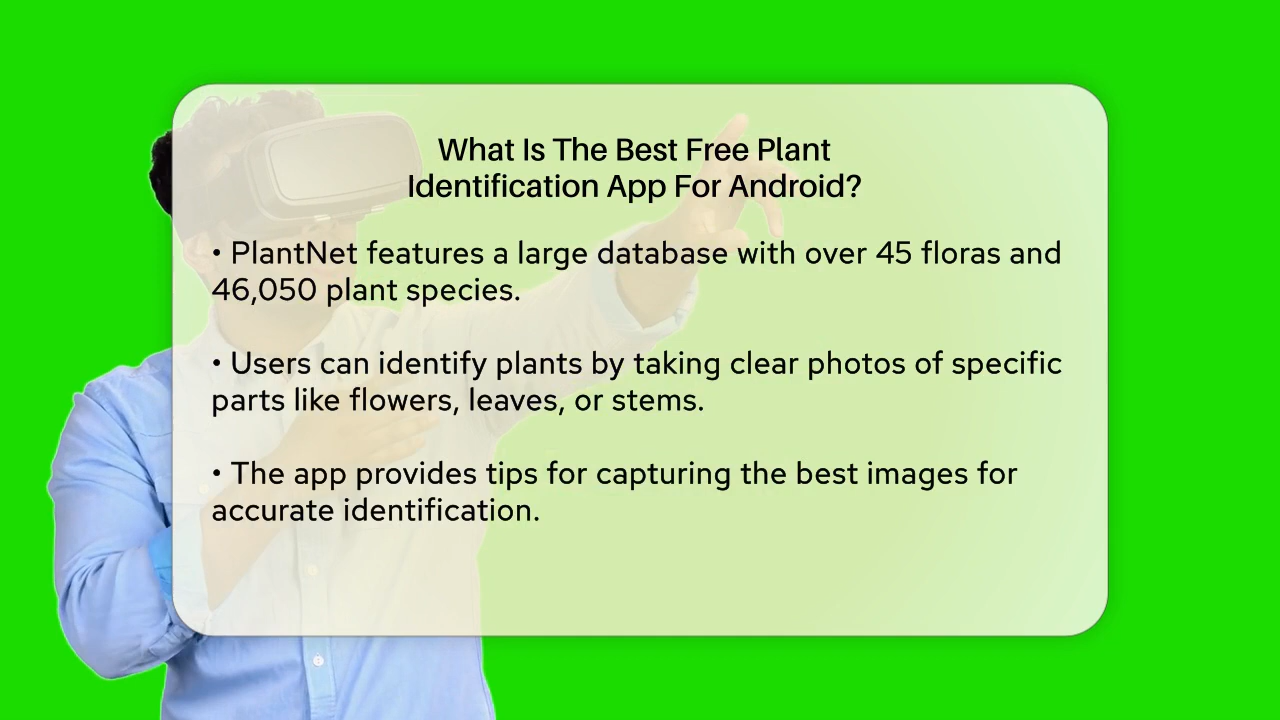 What Is The Best Free Plant
Identification App For Android?
• PlantNet features a large database with over 45 floras and
46,050 plant species.
• Users can identify plants by taking clear photos of specific
parts like flowers, leaves, or stems.
• The app provides tips for capturing the best images for
accurate identification.